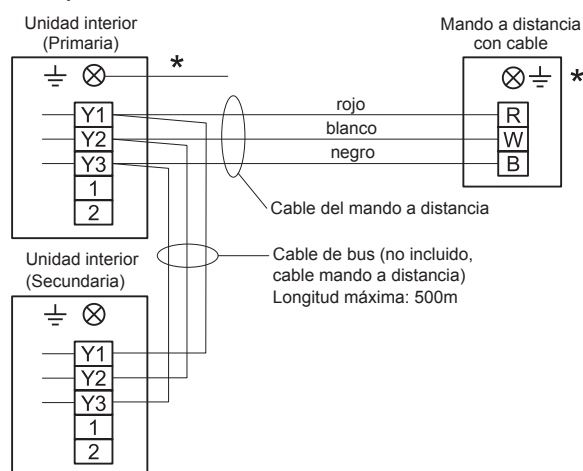 Unidad interior
(Primaria)
*
Y1
Y2
Y3
1
2
Mando a distancia
con cable
*
R
W
B
rojo
blanco
negro
Cable del mando a distancia
Cable de bus (no incluido,
cable mando a distancia)
Longitud máxima: 500m
Unidad interior
(Secundaria)
Y1
Y2
Y3
1
2